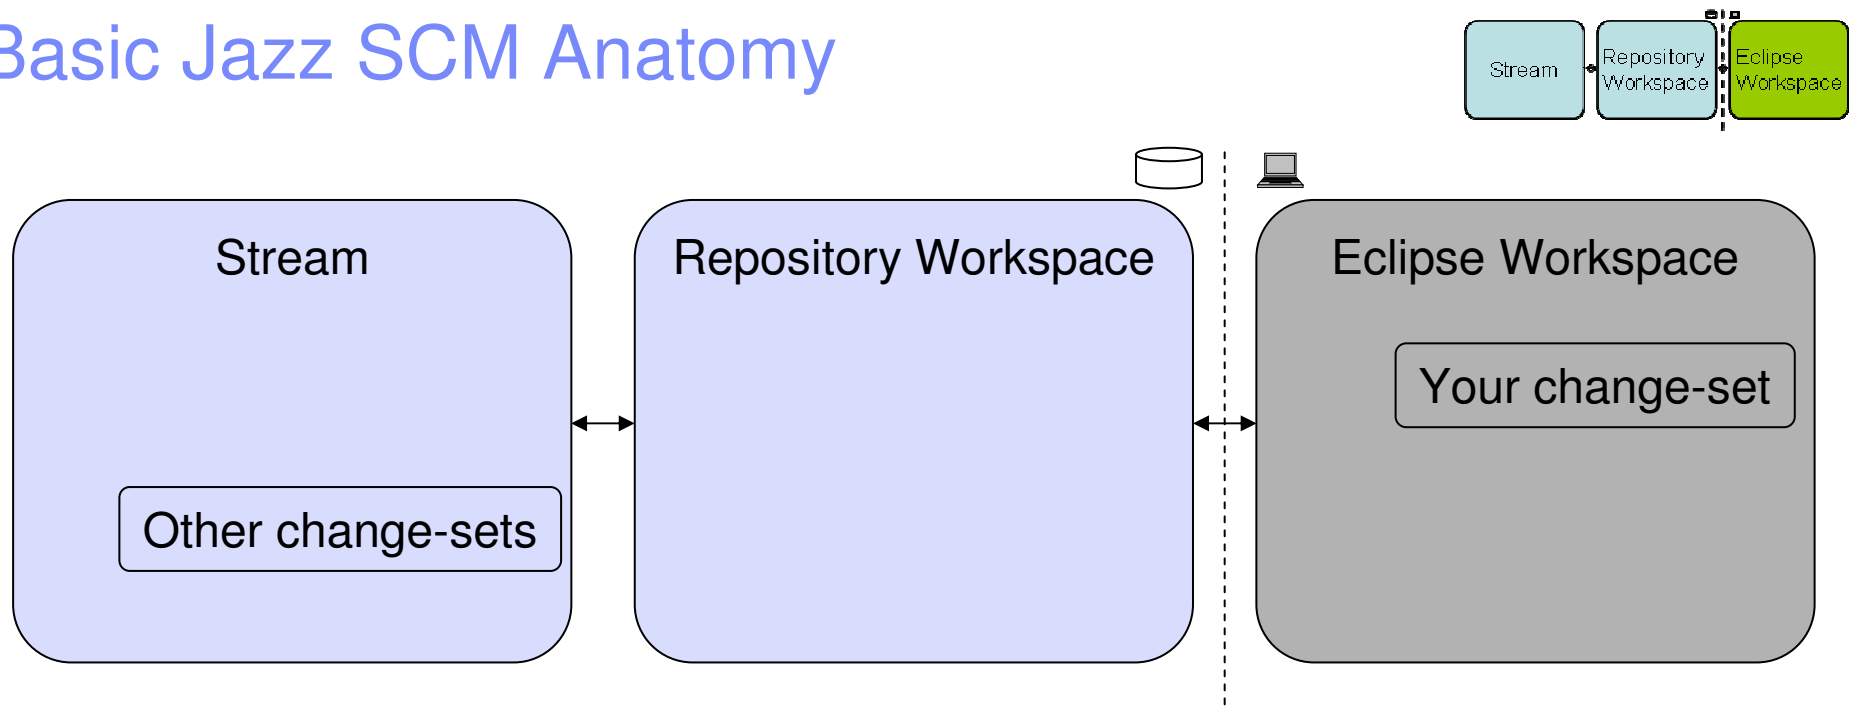 Basic Jazz SCM Anatomy
Stream
Repository
Workspace
Eclipse
Workspace
Stream
Repository Workspace
Eclipse Workspace
Your change-set
Other change-sets